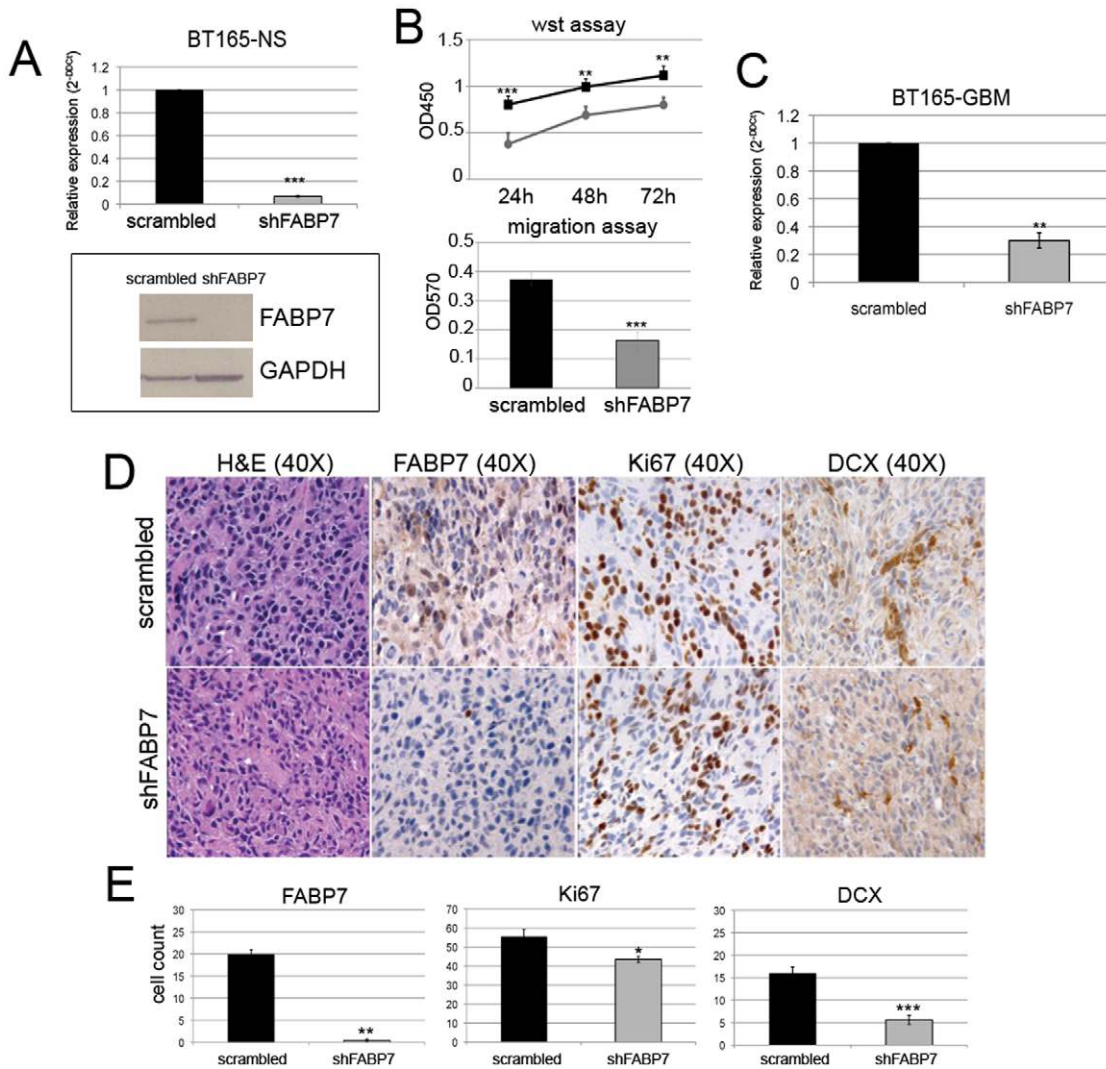 A
BT165-NS
Relative expression (2⁻ᴰᴰᶜᵗ)
1.2
1
0.8
0.6
0.4
0.2
0
***
scrambled shFABP7
scrambled shFABP7
FABP7
GAPDH
B
wst assay
OD450
1.5
1
0.5
0
*** ** **
24h 48h 72h
migration assay
OD570
0.5
0.4
0.3
0.2
0.1
0
***
scrambled shFABP7
C
BT165-GBM
Relative expression (2⁻ᴰᴰᶜᵗ)
1.2
1
0.8
0.6
0.4
0.2
0
**
scrambled shFABP7
D
H&E (40X) FABP7 (40X) Ki67 (40X) DCX (40X)
scrambled
shFABP7
E
FABP7
cell count
30
25
20
15
10
5
0
**
scrambled shFABP7
Ki67
70
60
50
40
30
20
10
0
*
scrambled shFABP7
DCX
30
25
20
15
10
5
0
***
scrambled shFABP7